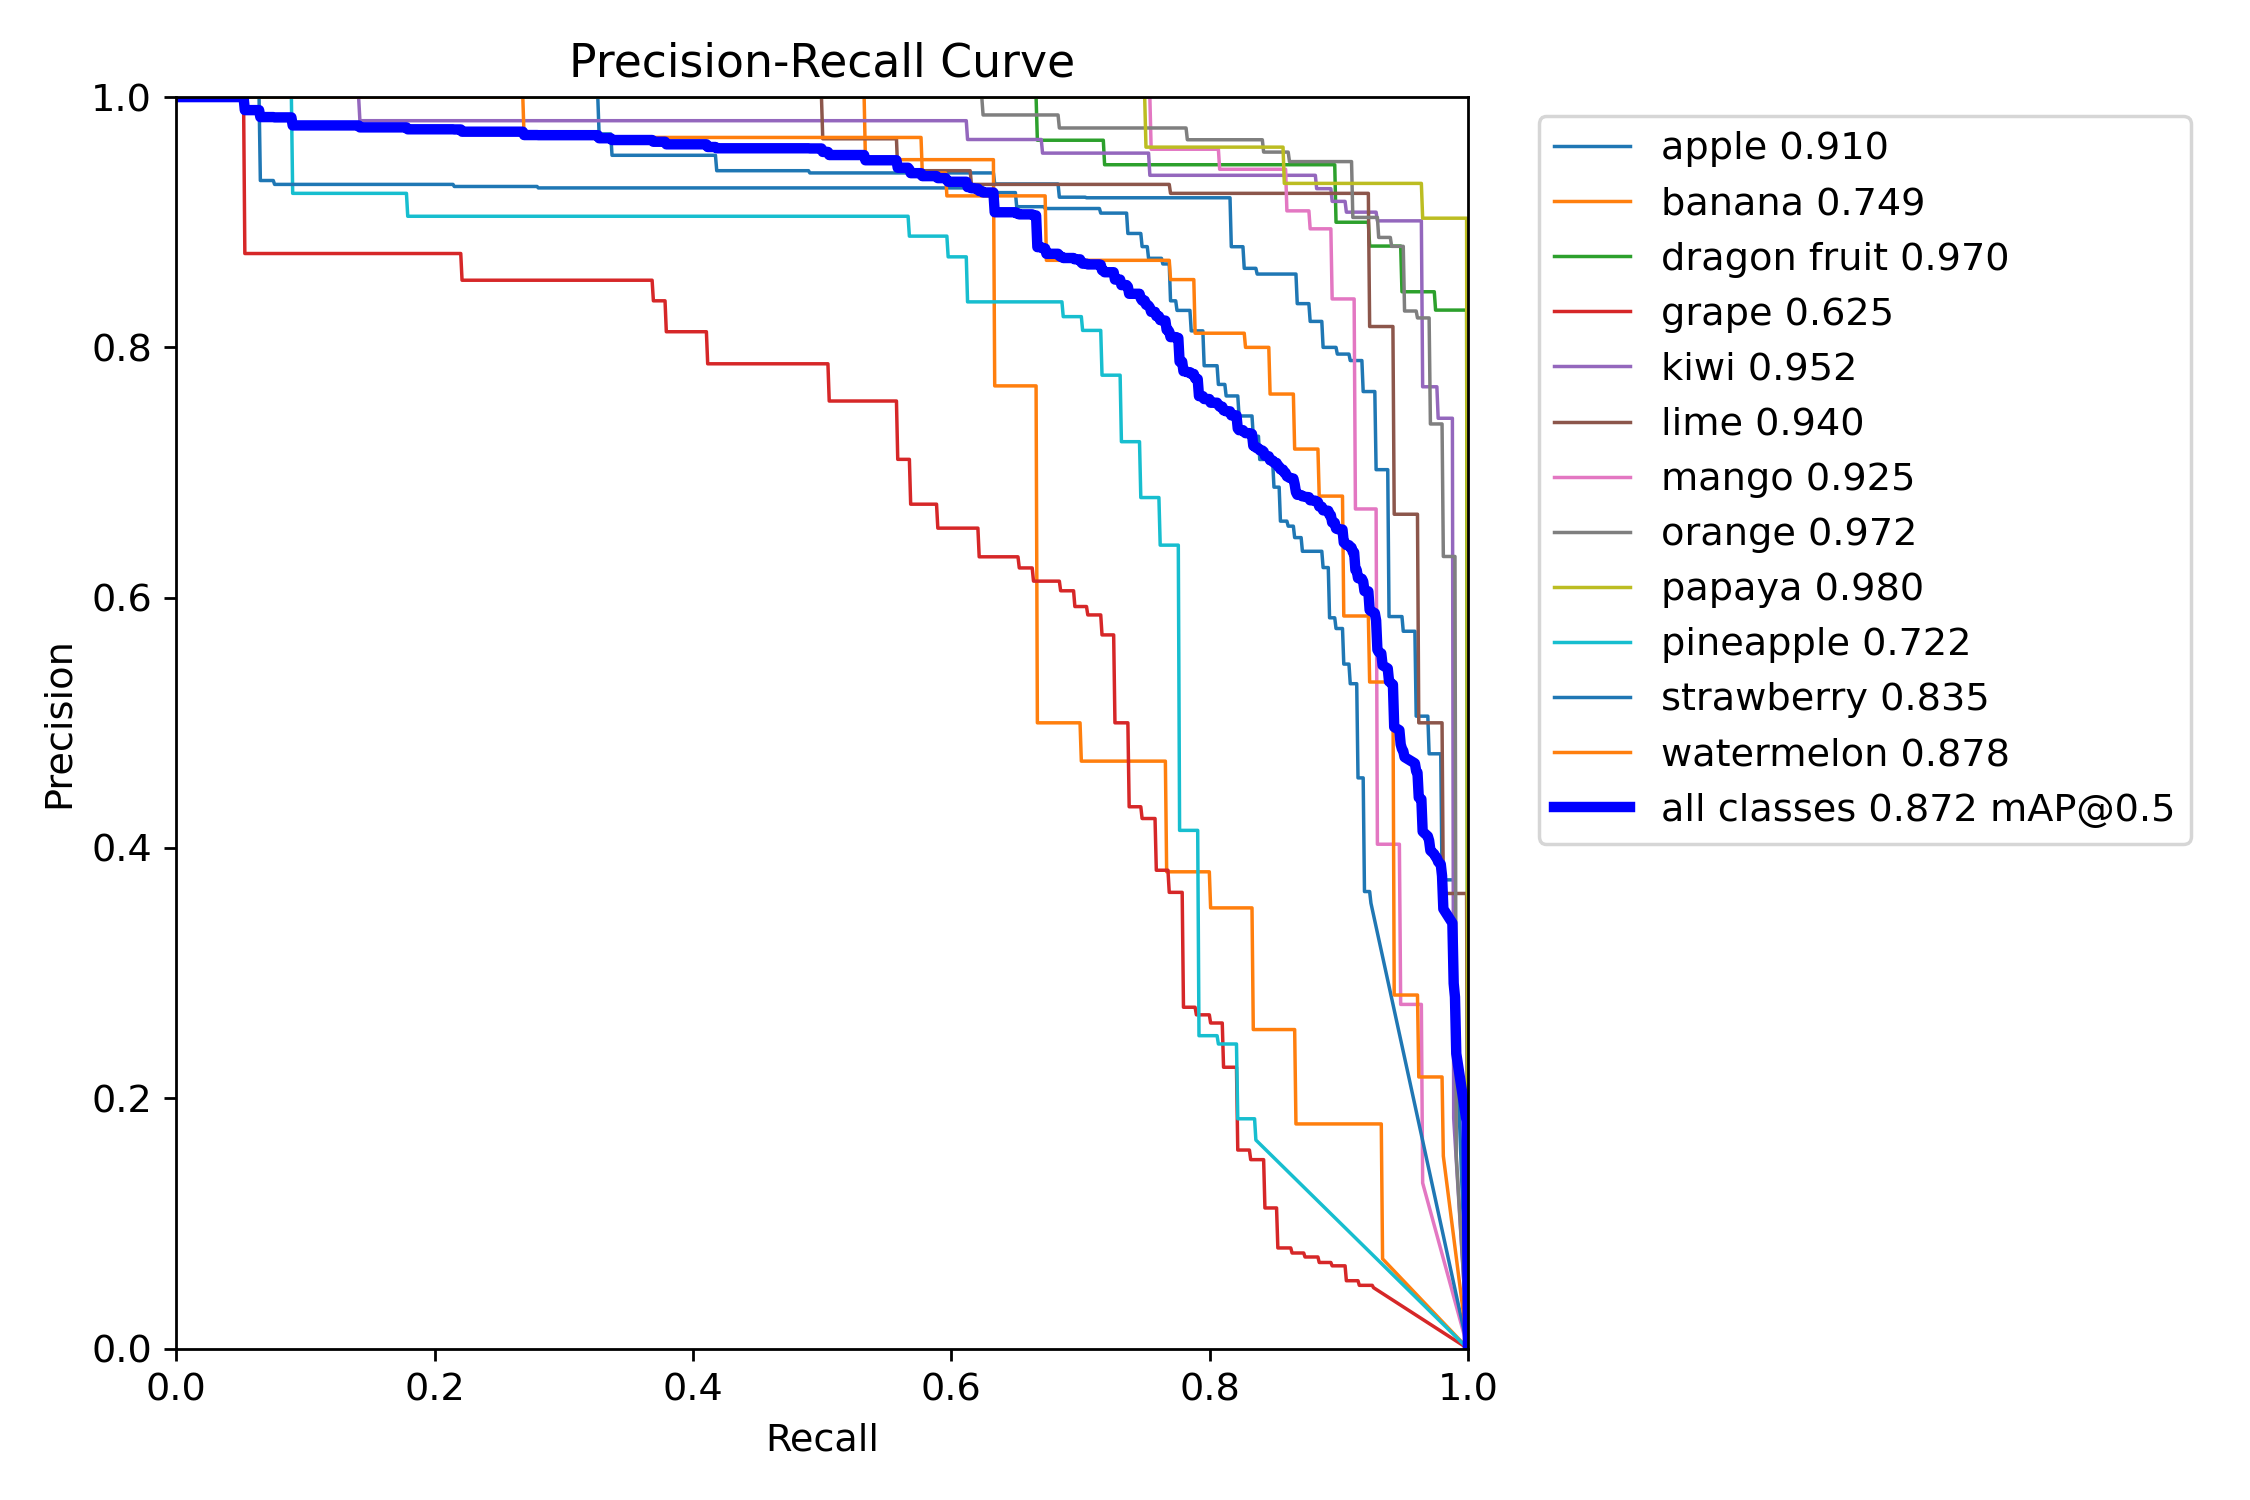 Precision-Recall Curve
1.0
0.8
0.6
0.4
0.2
0.0
Precision
0.0 0.2 0.4 0.6 0.8 1.0
Recall
apple 0.910
banana 0.749
dragon fruit 0.970
grape 0.625
kiwi 0.952
lime 0.940
mango 0.925
orange 0.972
papaya 0.980
pineapple 0.722
strawberry 0.835
watermelon 0.878
all classes 0.872 mAP@0.5